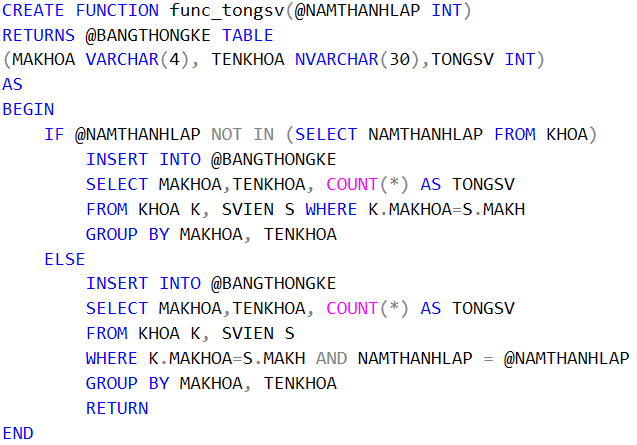 CREATE FUNCTION func_tongsv(@NAMTHANHLAP INT)
RETURNS @BANGTHONGKE TABLE
(MAKHOA VARCHAR(4), TENKHOA NVARCHAR(30),TONGSV INT)
AS
BEGIN
    IF @NAMTHANHLAP NOT IN (SELECT NAMTHANHLAP FROM KHOA)
        INSERT INTO @BANGTHONGKE
        SELECT MAKHOA,TENKHOA, COUNT(*) AS TONGSV
        FROM KHOA K, SVIEN S WHERE K.MAKHOA=S.MAKH
        GROUP BY MAKHOA, TENKHOA
    ELSE
        INSERT INTO @BANGTHONGKE
        SELECT MAKHOA,TENKHOA, COUNT(*) AS TONGSV
        FROM KHOA K, SVIEN S
        WHERE K.MAKHOA=S.MAKH AND NAMTHANHLAP = @NAMTHANHLAP
        GROUP BY MAKHOA, TENKHOA
        RETURN
END